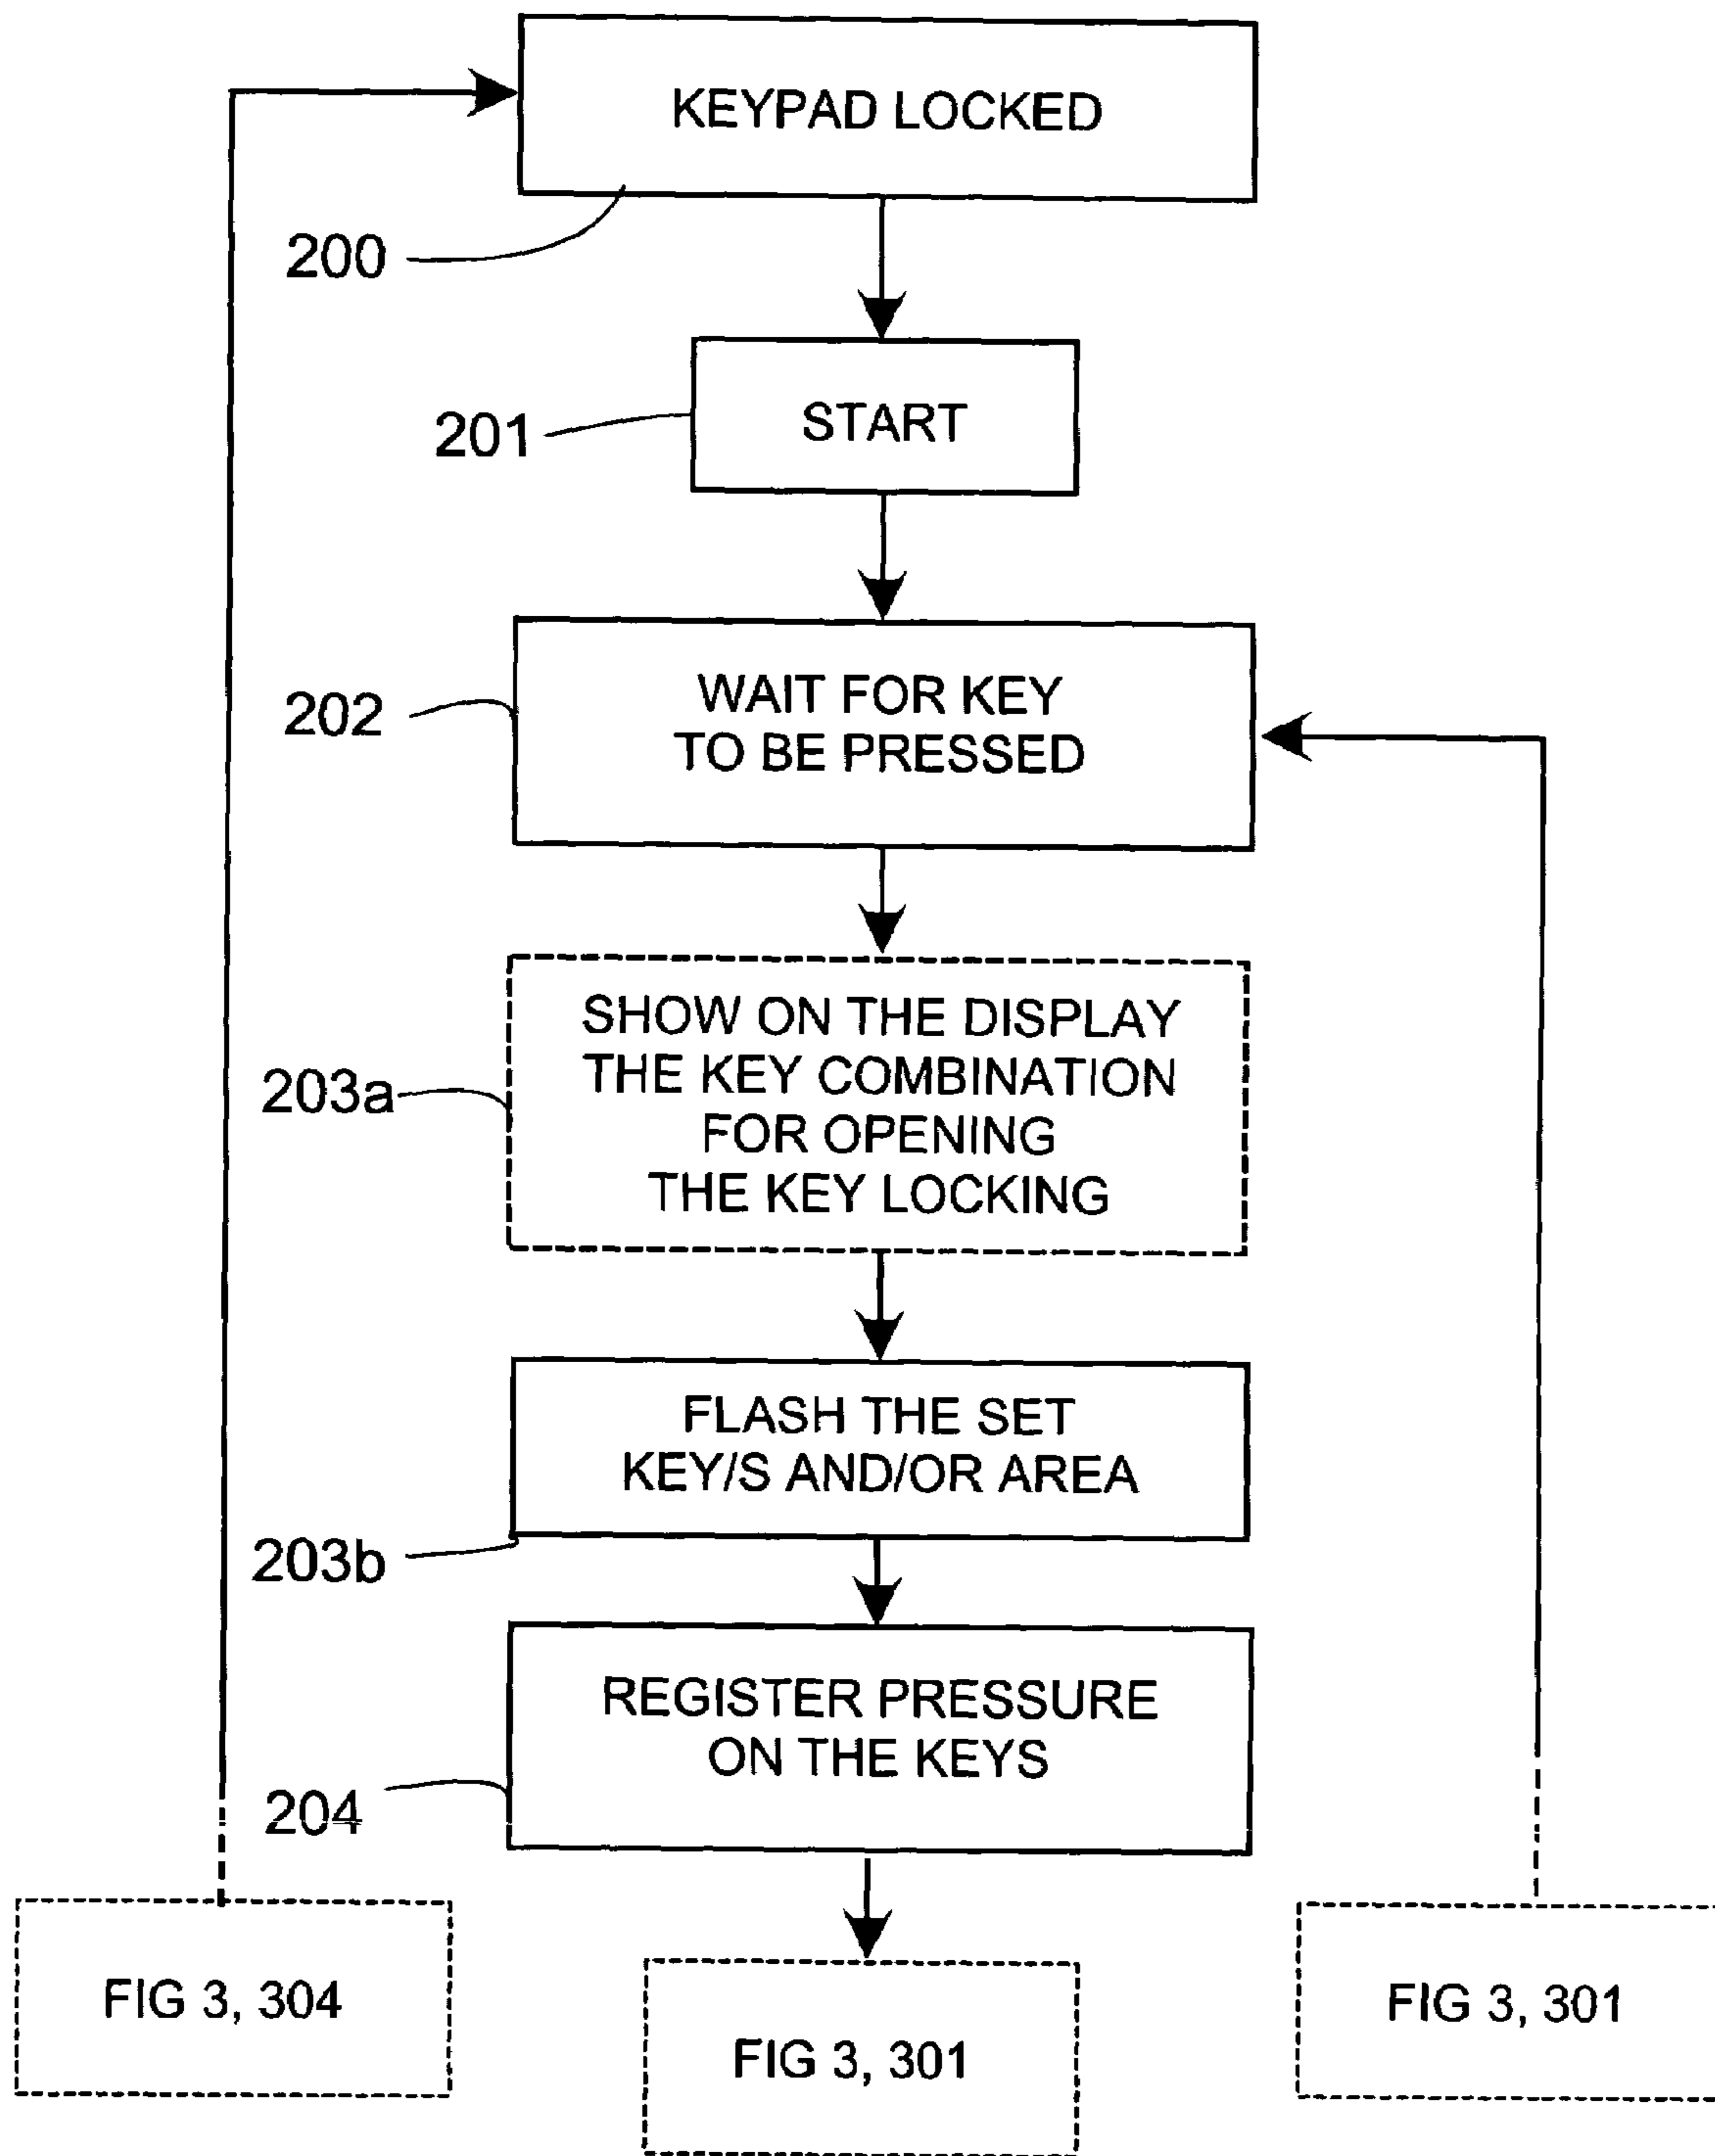 KEYPAD LOCKED
200
START
201
WAIT FOR KEY
TO BE PRESSED
202
SHOW ON THE DISPLAY
THE KEY COMBINATION
FOR OPENING
THE KEY LOCKING
203a
FLASH THE SET
KEY/S AND/OR AREA
203b
REGISTER PRESSURE
ON THE KEYS
204
FIG 3, 304
FIG 3, 301
FIG 3, 301